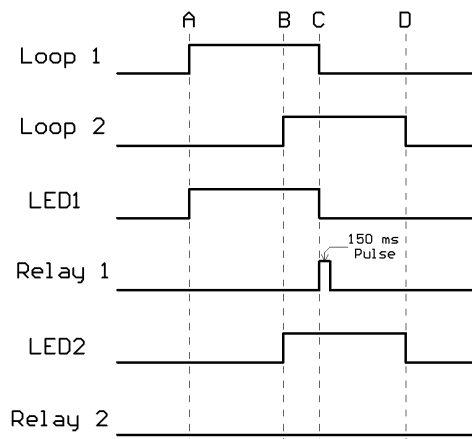 A B C D
Loop 1
Loop 2
LED1
150 ms
Pulse
Relay 1
LED2
Relay 2